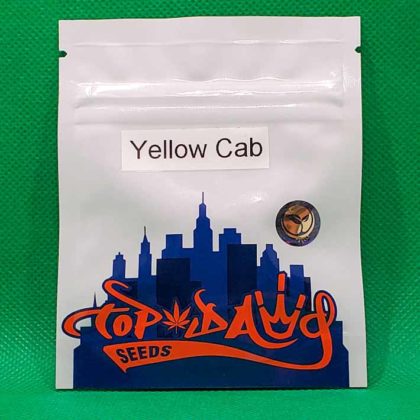 Yellow Cab
TOP DAWG
SEEDS